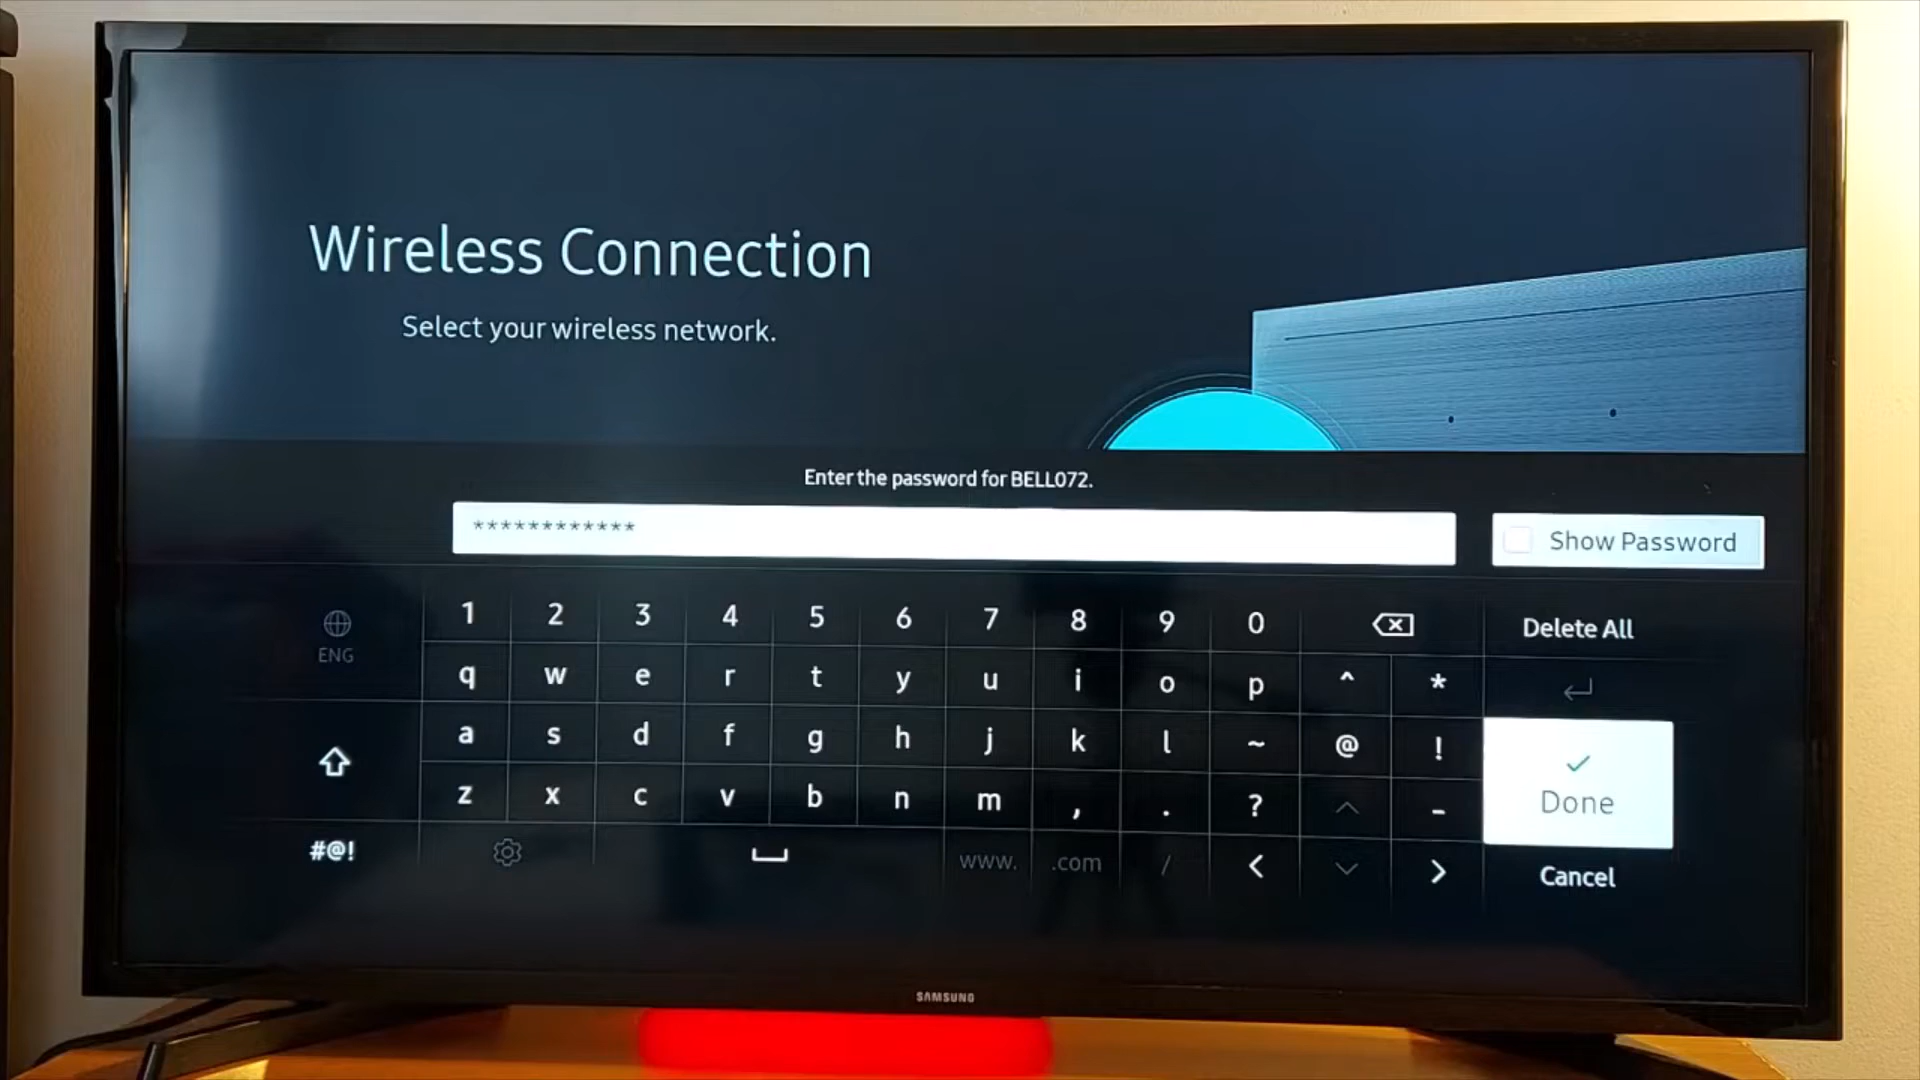 Wireless Connection
Select your wireless network.
Enter the password for BELL072.
************
Show Password
1 2 3 4 5 6 7 8 9 0 Delete All
ENG
q w e r t y u i o p ^ *
a s d f g h j k l ~ @ !
Done
z x c v b n m , . ? -
#@! www. .com / < >
Cancel
SAMSUNG